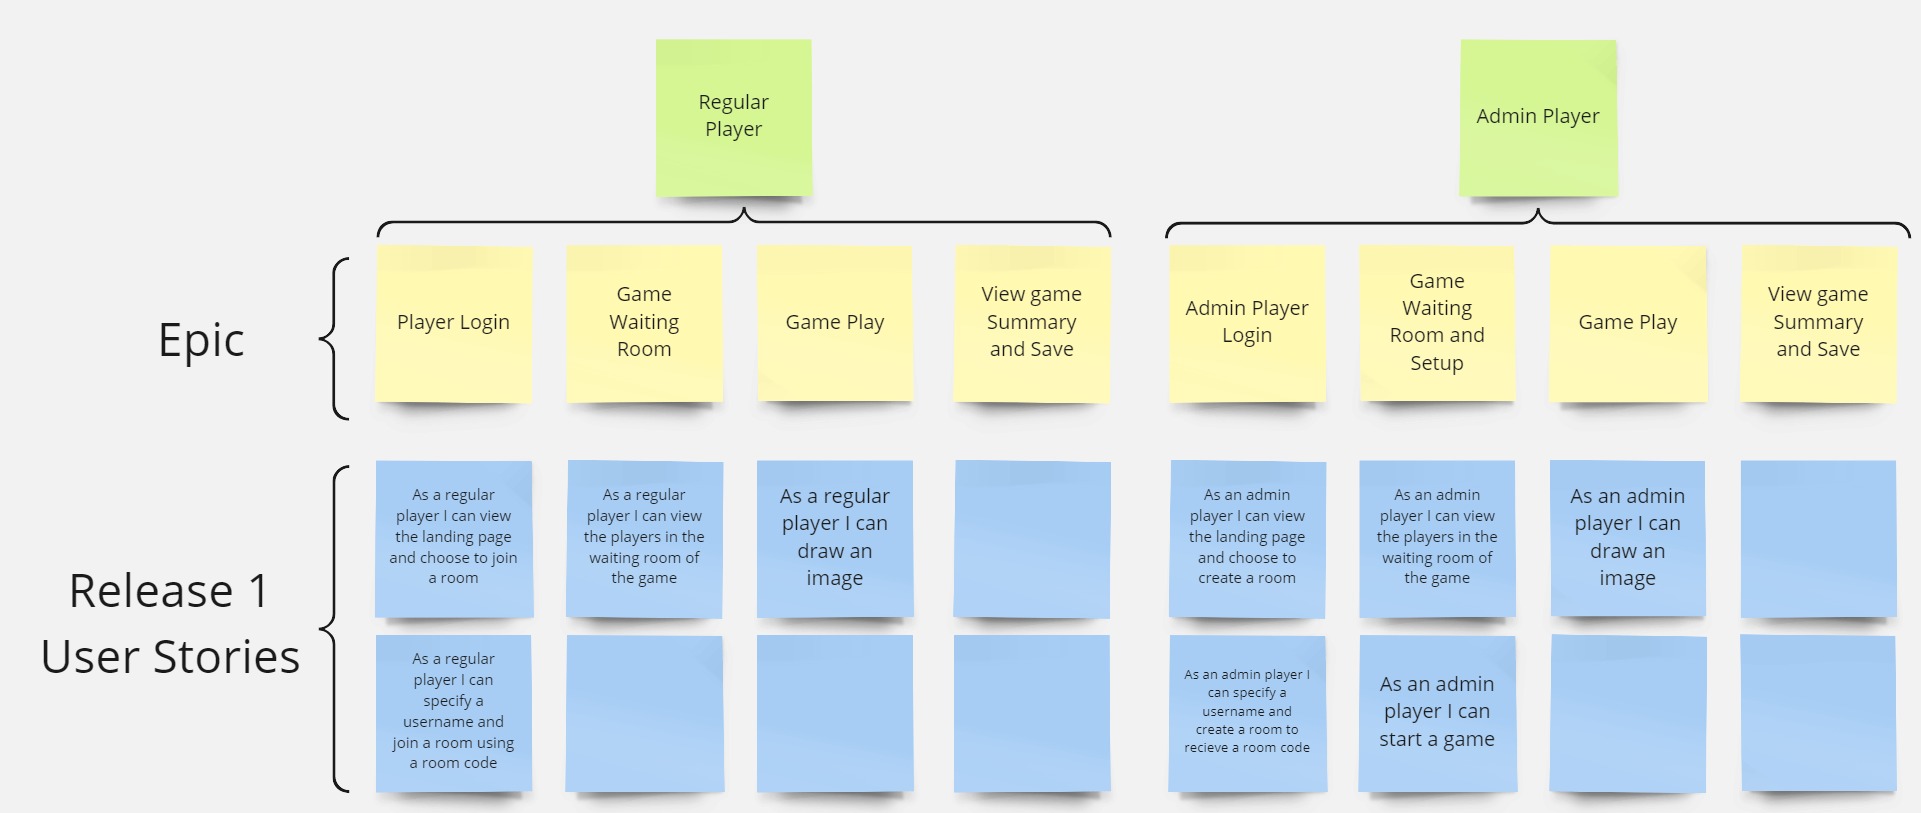 Regular
Player
Admin Player
Epic
Player Login
Game
Waiting
Room
Game Play
View game
Summary
and Save
Admin Player
Login
Game
Waiting
Room and
Setup
Game Play
View game
Summary
and Save
Release 1
User Stories
As a regular
player I can view
the landing page
and choose to join
a room
As a regular
player I can view
the players in the
waiting room of
the game
As a regular
player I can
draw an
image
As an admin
player I can view
the landing page
and choose to
create a room
As an admin
player I can view
the players in the
waiting room of
the game
As an admin
player I can
draw an
image
As a regular
player I can
specify a
username and
join a room using
a room code
As an admin player I
can specify a
username and
create a room to
recieve a room code
As an admin
player I can
start a game